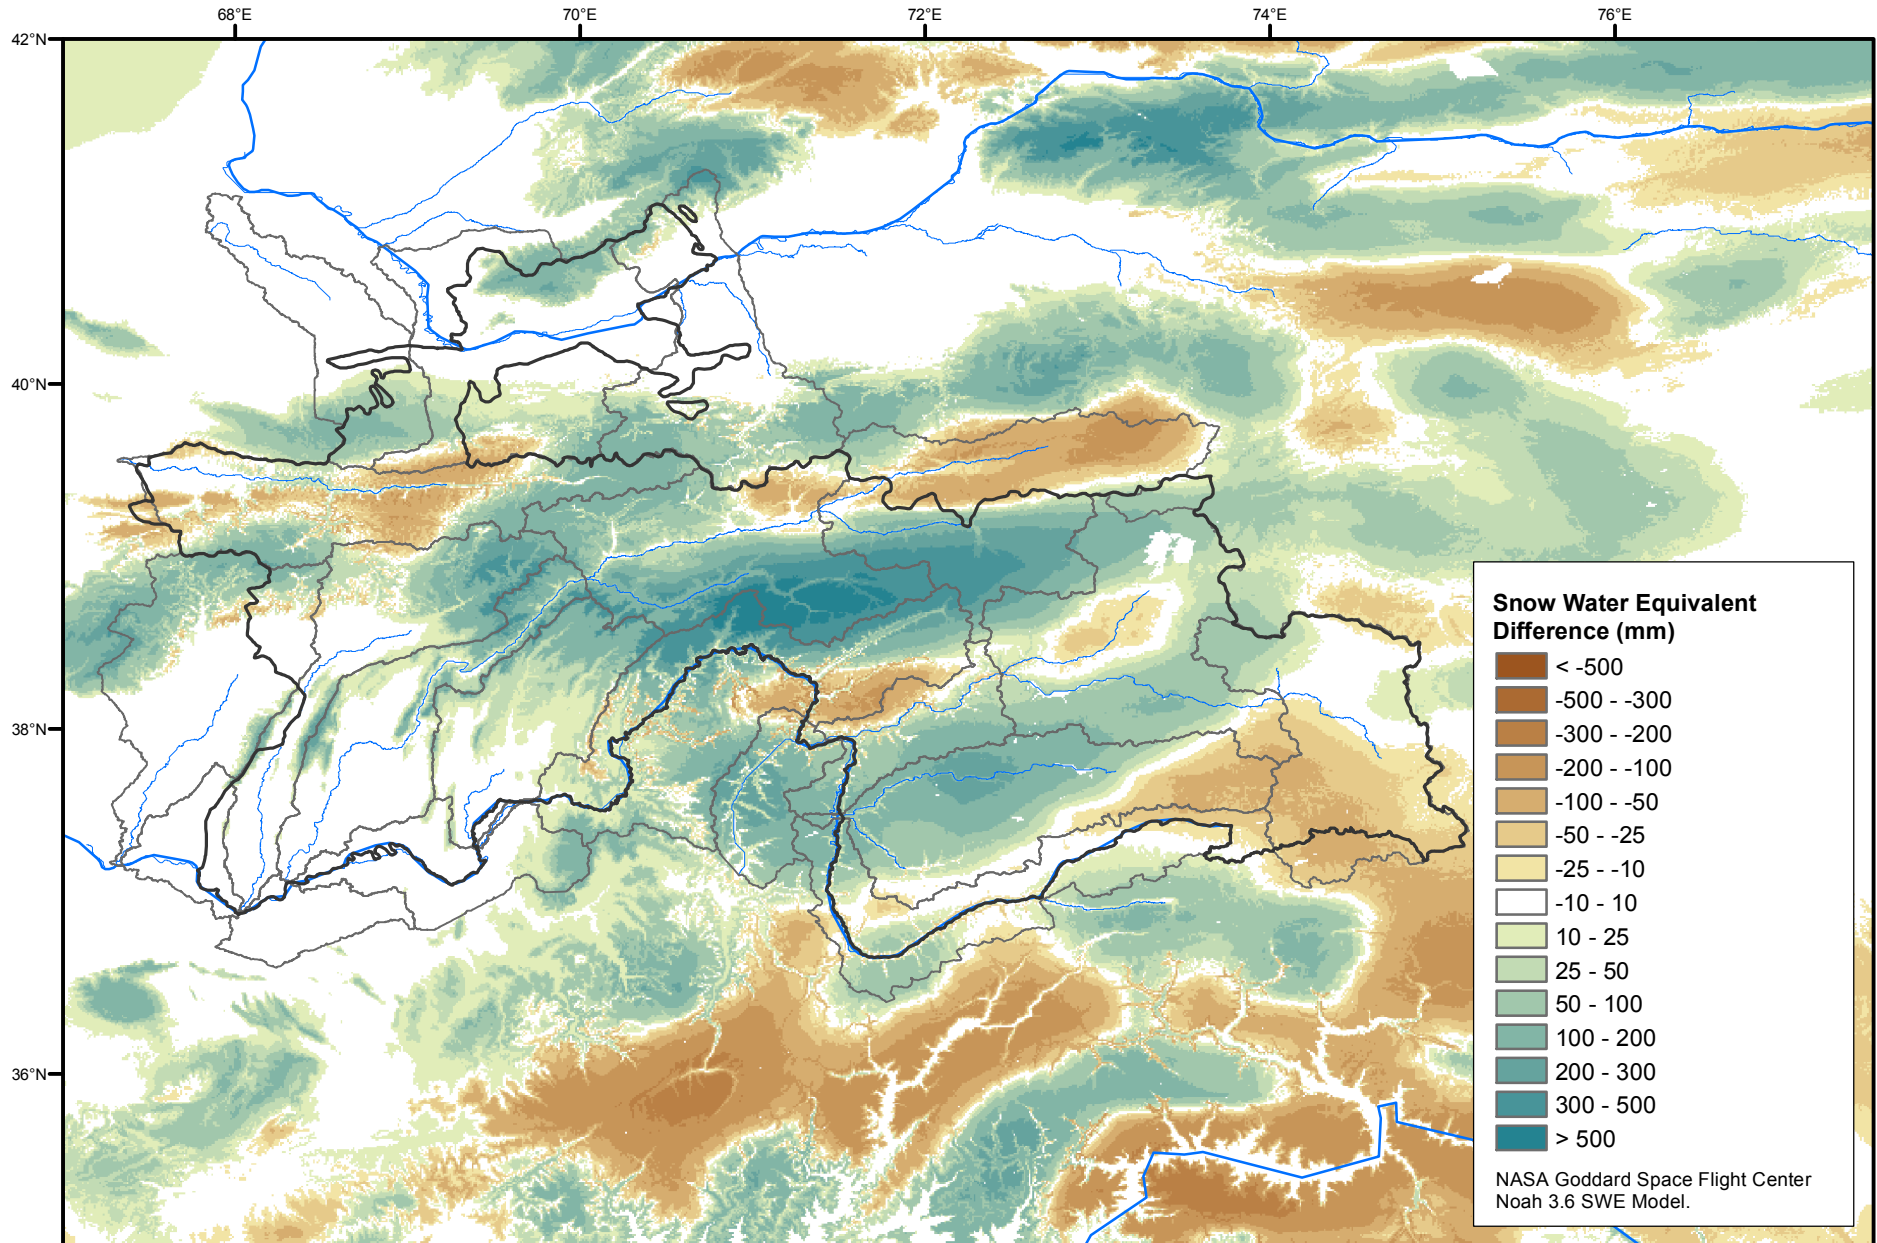 68°E 70°E 72°E 74°E 76°E
42°N
40°N
38°N
36°N
Snow Water Equivalent
Difference (mm)
< -500
-500 - -300
-300 - -200
-200 - -100
-100 - -50
-50 - -25
-25 - -10
-10 - 10
10 - 25
25 - 50
50 - 100
100 - 200
200 - 300
300 - 500
> 500
NASA Goddard Space Flight Center
Noah 3.6 SWE Model.